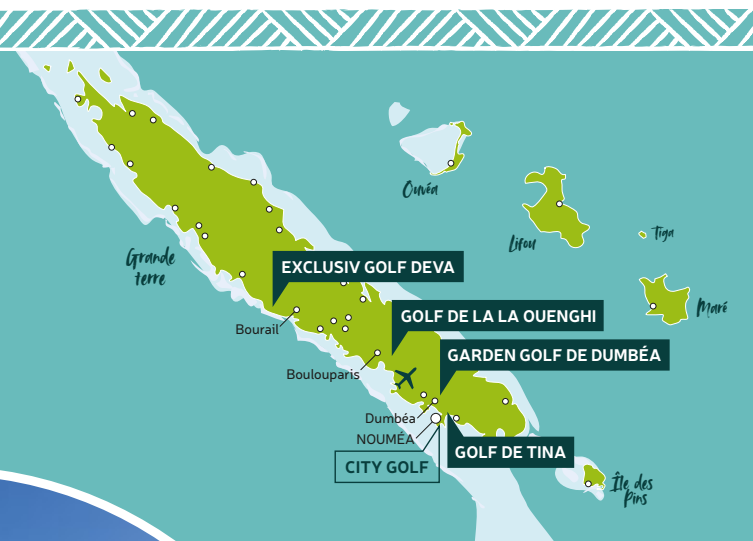 Ouvéa
Lifou
Tiga
Maré
Grande
terre
EXCLUSIV GOLF DEVA
GOLF DE LA LA OUENGHI
Bourail
GARDEN GOLF DE DUMBÉA
Boulouparis
Dumbéa
NOUMÉA
GOLF DE TINA
CITY GOLF
Île des
Pins